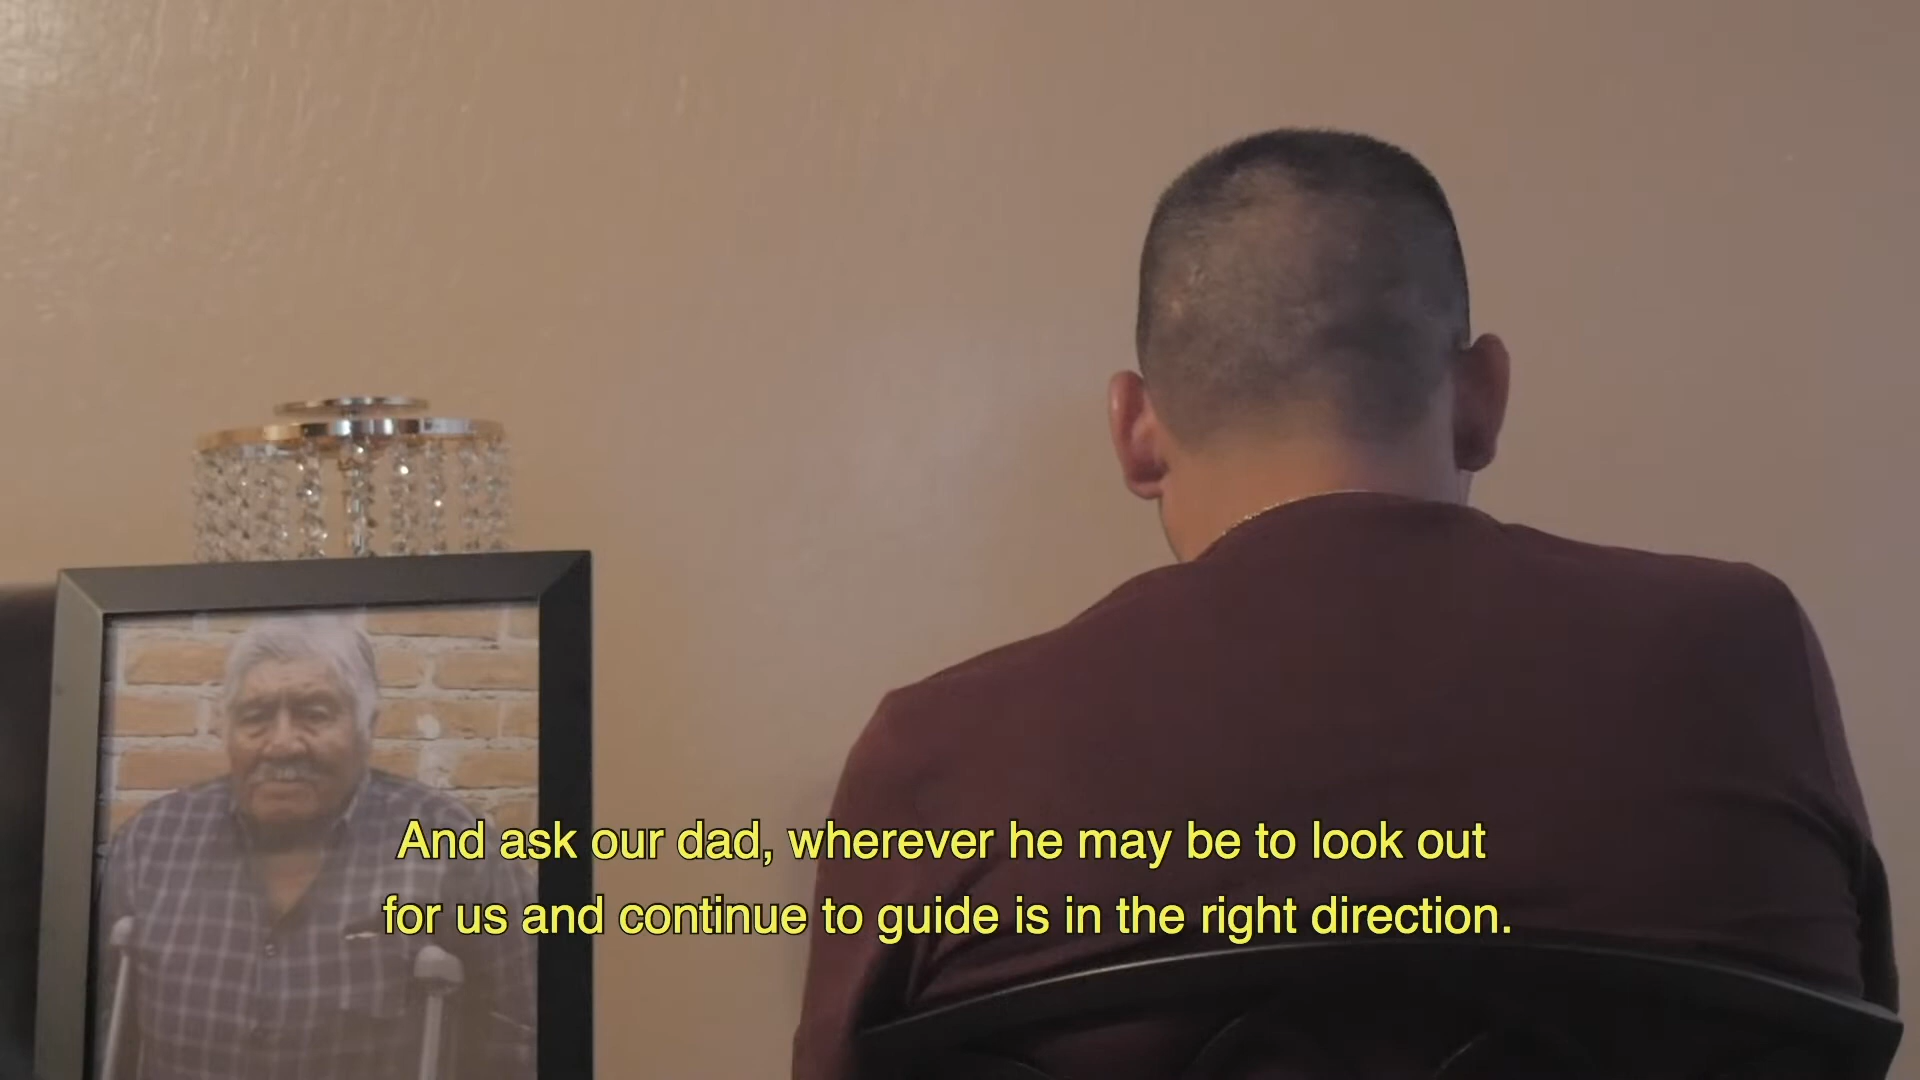 And ask our dad, wherever he may be to look out
for us and continue to guide is in the right direction.